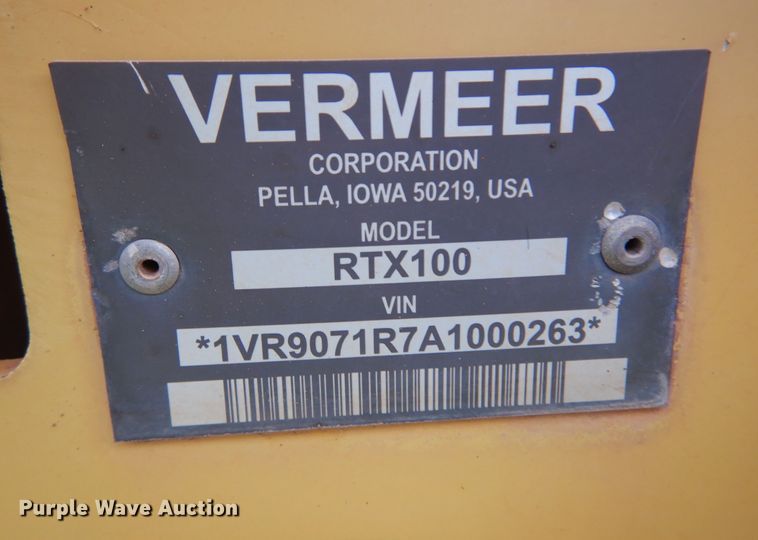 VERMEER
CORPORATION
PELLA, IOWA 50219, USA
MODEL
RTX100
VIN
*1VR9071R7A1000263*
Purple Wave Auction